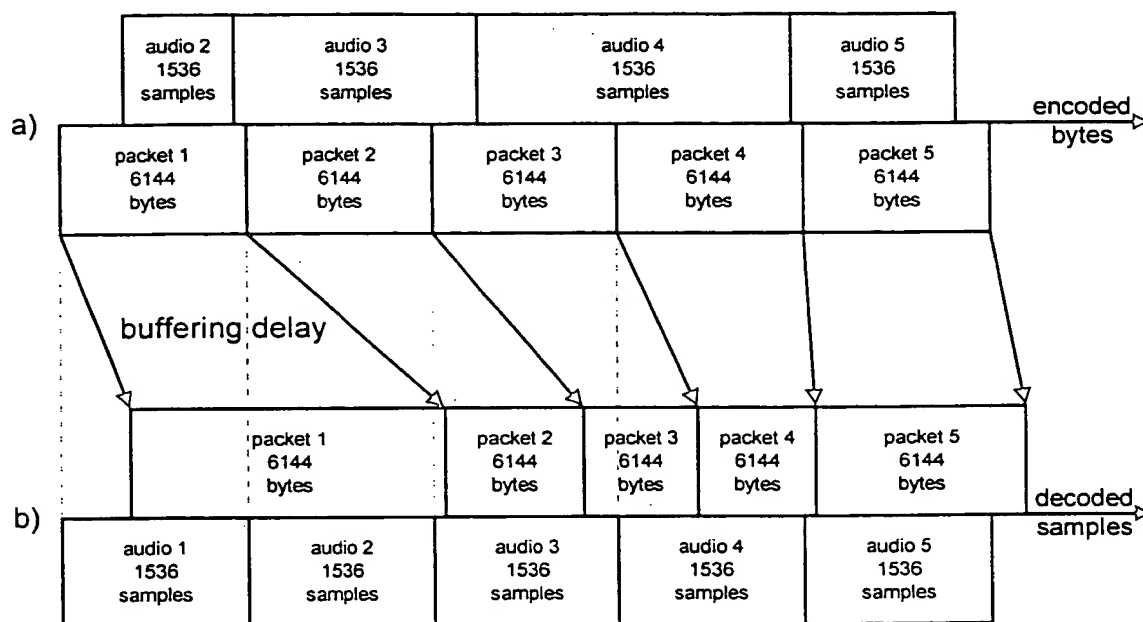 audio 2
1536
samples
audio 3
1536
samples
audio 4
1536
samples
audio 5
1536
samples
encoded
bytes
a)
packet 1
6144
bytes
packet 2
6144
bytes
packet 3
6144
bytes
packet 4
6144
bytes
packet 5
6144
bytes
buffering delay
packet 1
6144
bytes
packet 2
6144
bytes
packet 3
6144
bytes
packet 4
6144
bytes
packet 5
6144
bytes
decoded
samples
b)
audio 1
1536
samples
audio 2
1536
samples
audio 3
1536
samples
audio 4
1536
samples
audio 5
1536
samples